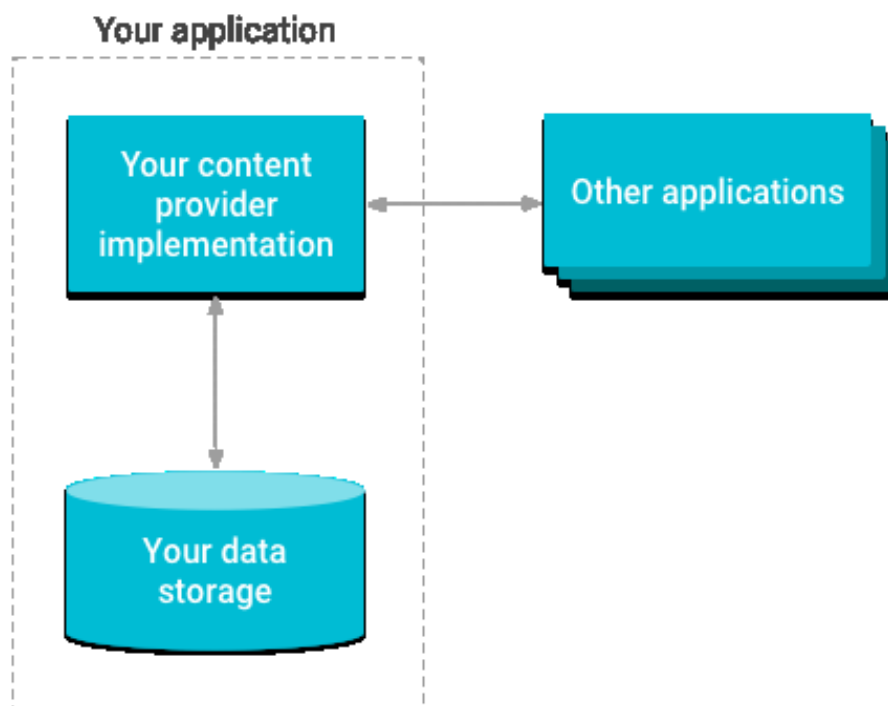 Your application
Your content
provider
implementation
Other applications
Your data
storage